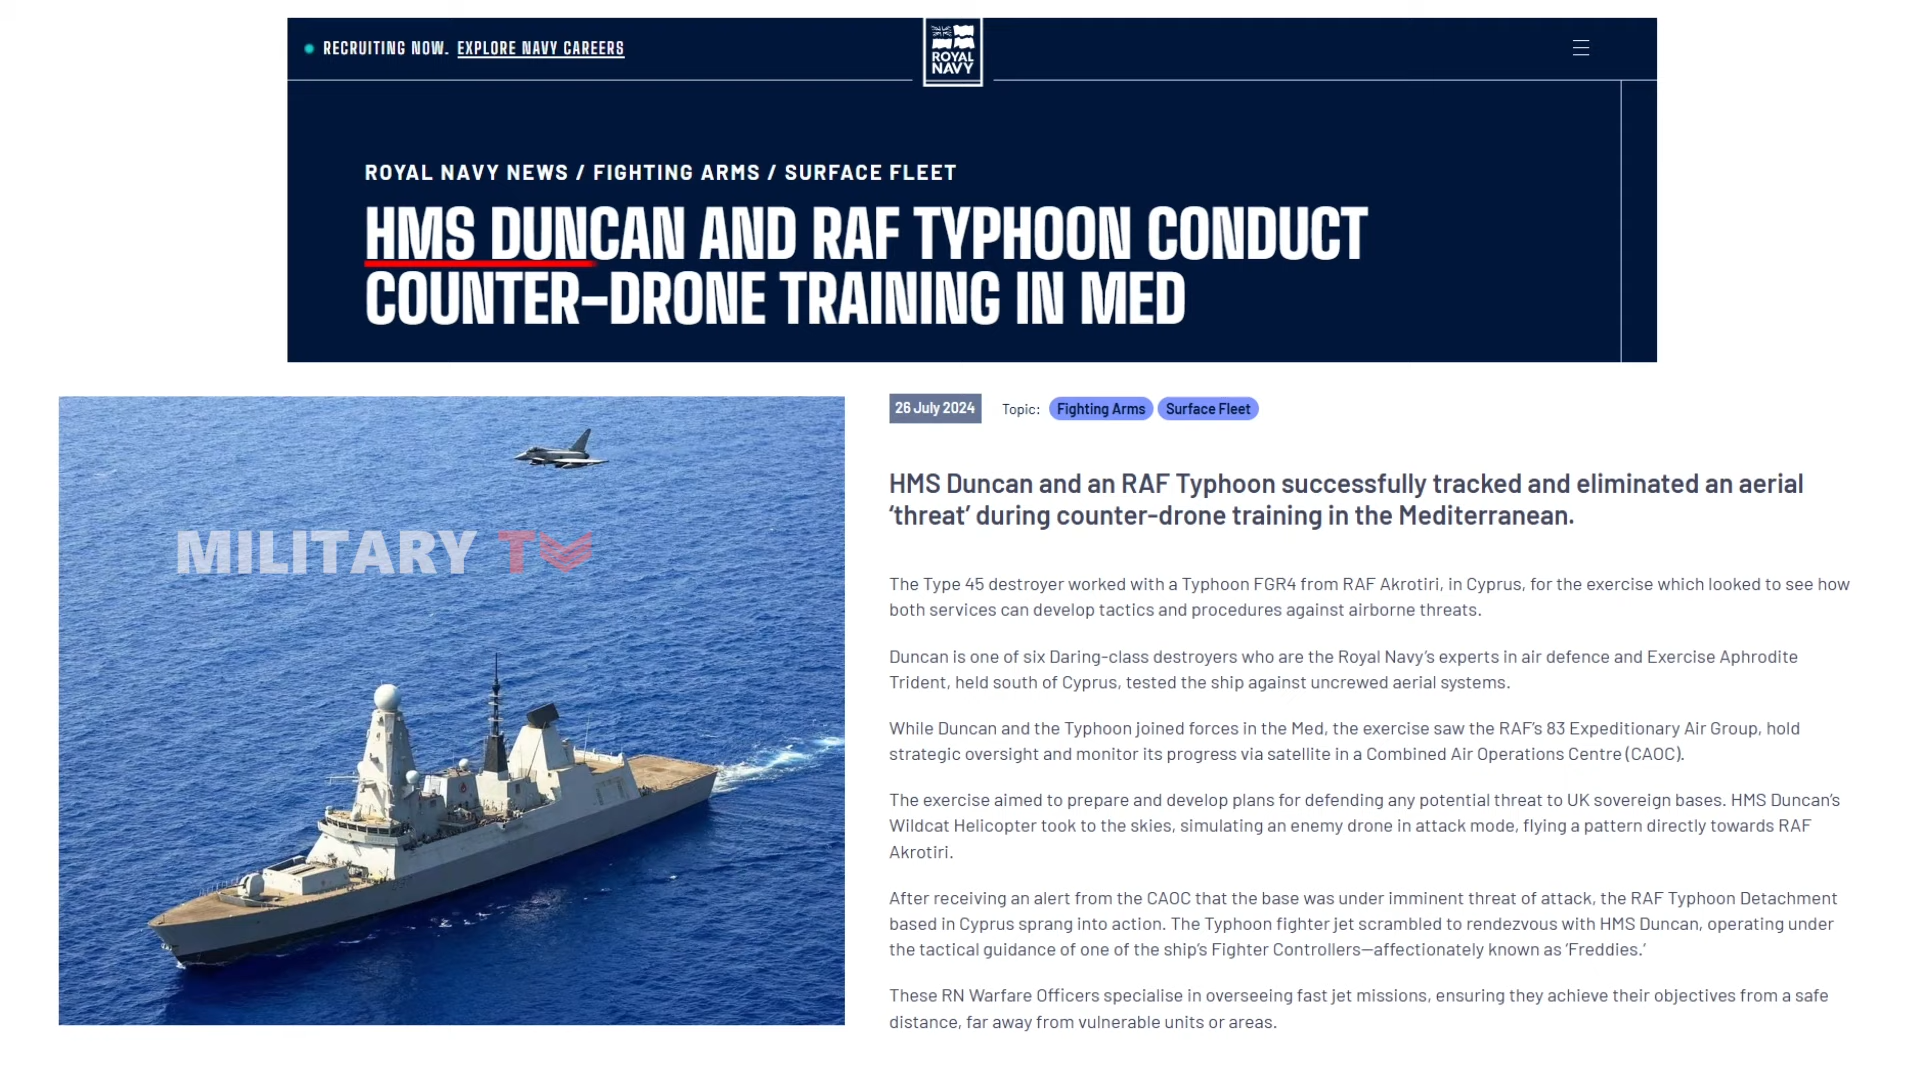 RECRUITING NOW. EXPLORE NAVY CAREERS
ROYAL
NAVY
ROYAL NAVY NEWS / FIGHTING ARMS / SURFACE FLEET
HMS DUNCAN AND RAF TYPHOON CONDUCT
COUNTER-DRONE TRAINING IN MED
MILITARY TV
26 July 2024 Topic: Fighting Arms Surface Fleet
HMS Duncan and an RAF Typhoon successfully tracked and eliminated an aerial
‘threat’ during counter-drone training in the Mediterranean.
The Type 45 destroyer worked with a Typhoon FGR4 from RAF Akrotiri, in Cyprus, for the exercise which looked to see how
both services can develop tactics and procedures against airborne threats.
Duncan is one of six Daring-class destroyers who are the Royal Navy’s experts in air defence and Exercise Aphrodite
Trident, held south of Cyprus, tested the ship against uncrewed aerial systems.
While Duncan and the Typhoon joined forces in the Med, the exercise saw the RAF’s 83 Expeditionary Air Group, hold
strategic oversight and monitor its progress via satellite in a Combined Air Operations Centre (CAOC).
The exercise aimed to prepare and develop plans for defending any potential threat to UK sovereign bases. HMS Duncan’s
Wildcat Helicopter took to the skies, simulating an enemy drone in attack mode, flying a pattern directly towards RAF
Akrotiri.
After receiving an alert from the CAOC that the base was under imminent threat of attack, the RAF Typhoon Detachment
based in Cyprus sprang into action. The Typhoon fighter jet scrambled to rendezvous with HMS Duncan, operating under
the tactical guidance of one of the ship’s Fighter Controllers—affectionately known as ‘Freddies.’
These RN Warfare Officers specialise in overseeing fast jet missions, ensuring they achieve their objectives from a safe
distance, far away from vulnerable units or areas.